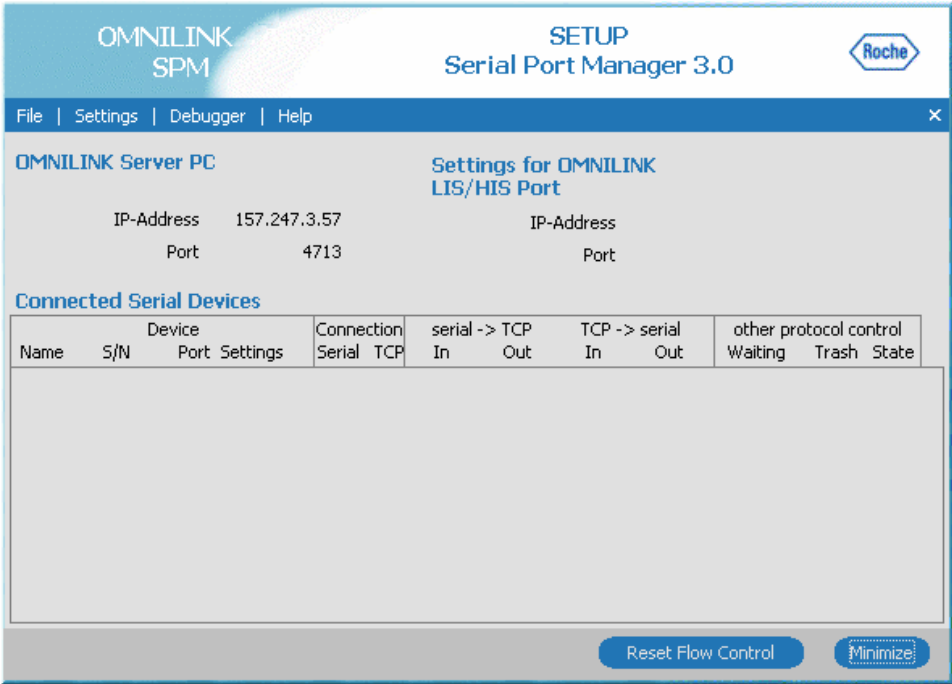 OMNILINK
SPM
SETUP
Serial Port Manager 3.0
Roche
File | Settings | Debugger | Help
OMNILINK Server PC
Settings for OMNILINK
LIS/HIS Port
IP-Address 157.247.3.57
IP-Address
Port 4713
Port
Connected Serial Devices
Device Connection serial -> TCP TCP -> serial other protocol control
Name S/N Port Settings Serial TCP In Out In Out Waiting Trash State
Reset Flow Control Minimize